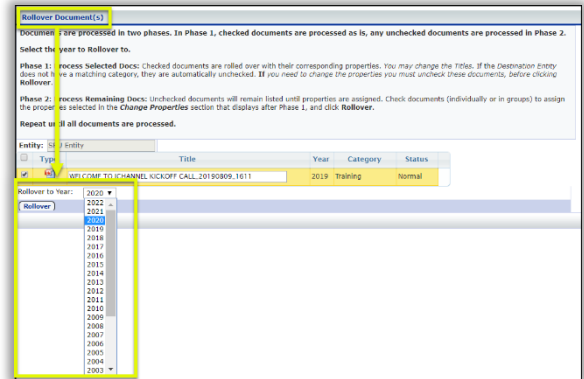 Rollover Document(s)
Documents are processed in two phases. In Phase 1, checked documents are processed as is, any unchecked documents are processed in Phase 2.
Select the year to Rollover to.
Phase 1: Process Selected Docs: Checked documents are rolled over with their corresponding properties. You may change the Titles. If the Destination Entity
does not have a matching category, they are automatically unchecked. If you need to change the properties you must uncheck these documents, before clicking
Rollover.
Phase 2: Process Remaining Docs: Unchecked documents will remain listed until properties are assigned. Check documents (individually or in groups) to assign
the properties selected in the Change Properties section that displays after Phase 1, and click Rollover.
Repeat until all documents are processed.
Entity: Entity
Type Title Year Category Status
WELCOME TO ICHANNEL KICKOFF CALL_20190809_1611 2019 Training Normal
Rollover to Year: 2020
Rollover
2022
2021
2020
2019
2018
2017
2016
2015
2014
2013
2012
2011
2010
2009
2008
2007
2006
2005
2004
2003